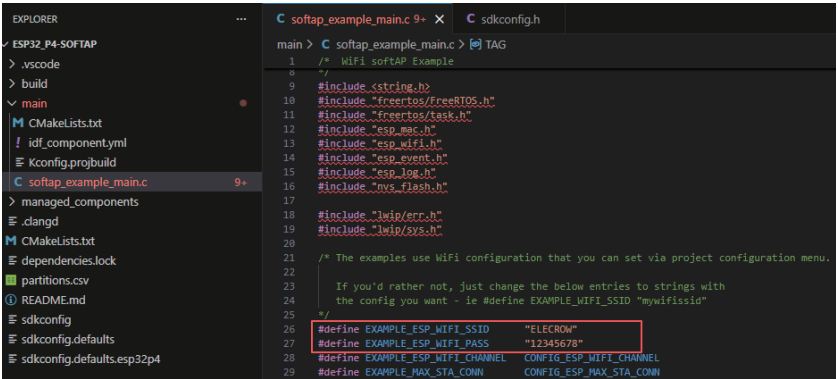 EXPLORER
ESP32_P4-SOFTAP
.vscode
build
main
CMakeLists.txt
idf_component.yml
Kconfig.projbuild
softap_example_main.c 9+
managed_components
.clangd
CMakeLists.txt
dependencies.lock
partitions.csv
README.md
sdkconfig
sdkconfig.defaults
sdkconfig.defaults.esp32p4
softap_example_main.c 9+
sdkconfig.h
main > softap_example_main.c > TAG
1 /* WiFi softAP Example
8 */
9 #include <string.h>
10 #include "freertos/FreeRTOS.h"
11 #include "freertos/task.h"
12 #include "esp_mac.h"
13 #include "esp_wifi.h"
14 #include "esp_event.h"
15 #include "esp_log.h"
16 #include "nvs_flash.h"
17
18 #include "lwip/err.h"
19 #include "lwip/sys.h"
20
21 /* The examples use WiFi configuration that you can set via project configuration menu.
22
23 If you'd rather not, just change the below entries to strings with
24 the config you want - ie #define EXAMPLE_WIFI_SSID "mywifissid"
25 */
26 #define EXAMPLE_ESP_WIFI_SSID "ELECROW"
27 #define EXAMPLE_ESP_WIFI_PASS "12345678"
28 #define EXAMPLE_ESP_WIFI_CHANNEL CONFIG_ESP_WIFI_CHANNEL
29 #define EXAMPLE_MAX_STA_CONN CONFIG_ESP_MAX_STA_CONN